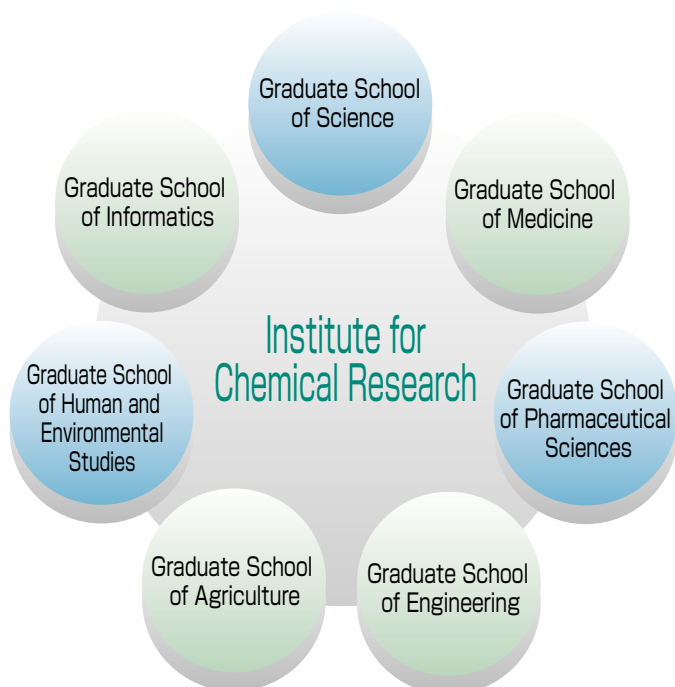 Graduate School
of Science
Graduate School
of Informatics
Graduate School
of Medicine
Institute for
Chemical Research
Graduate School
of Human and
Environmental
Studies
Graduate School
of Pharmaceutical
Sciences
Graduate School
of Agriculture
Graduate School
of Engineering